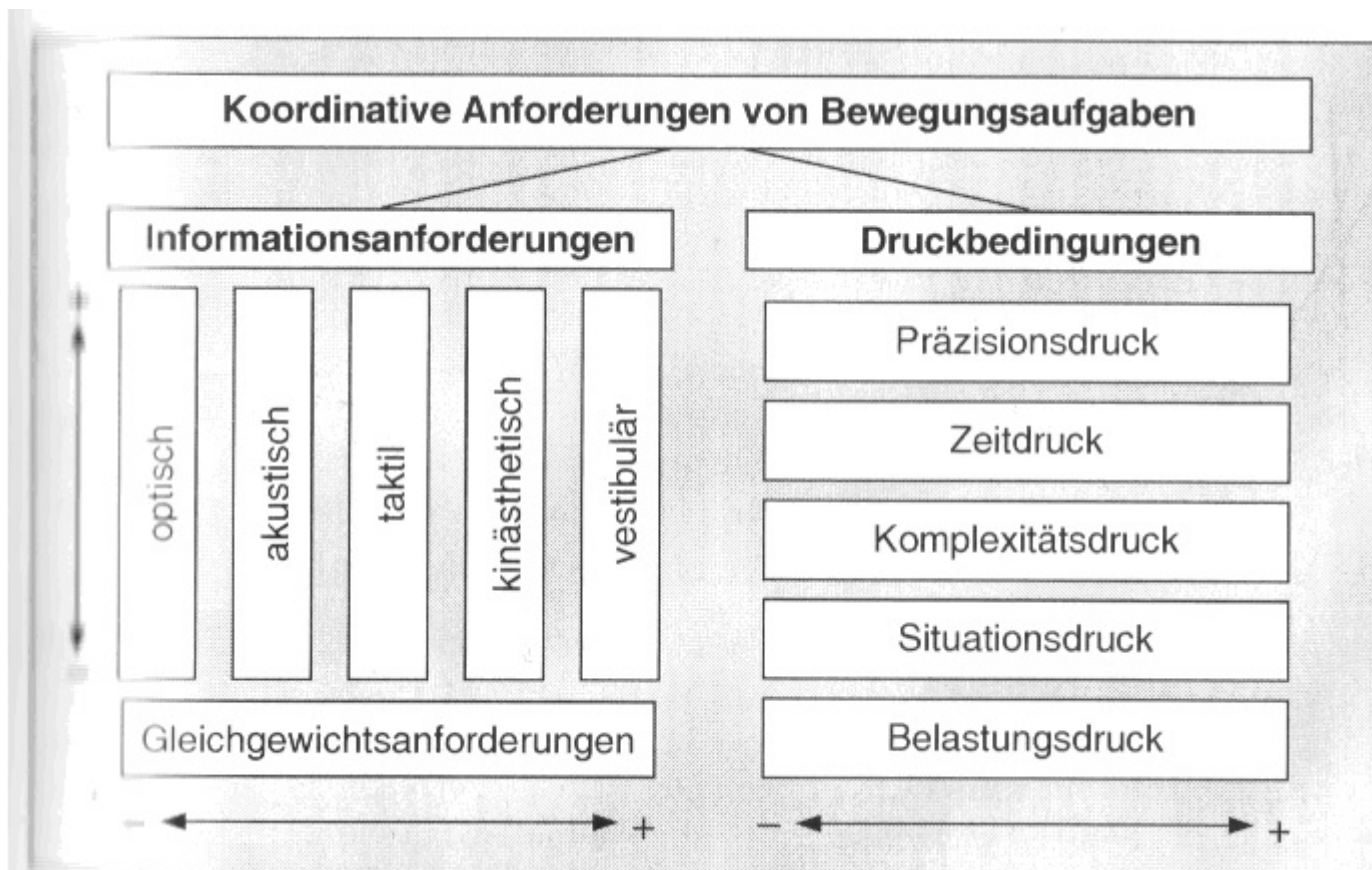 Koordinative Anforderungen von Bewegungsaufgaben
Informationsanforderungen
optisch
akustisch
taktil
kinästhetisch
vestibulär
Gleichgewichtsanforderungen
- +
Druckbedingungen
Präzisionsdruck
Zeitdruck
Komplexitätsdruck
Situationsdruck
Belastungsdruck
- +